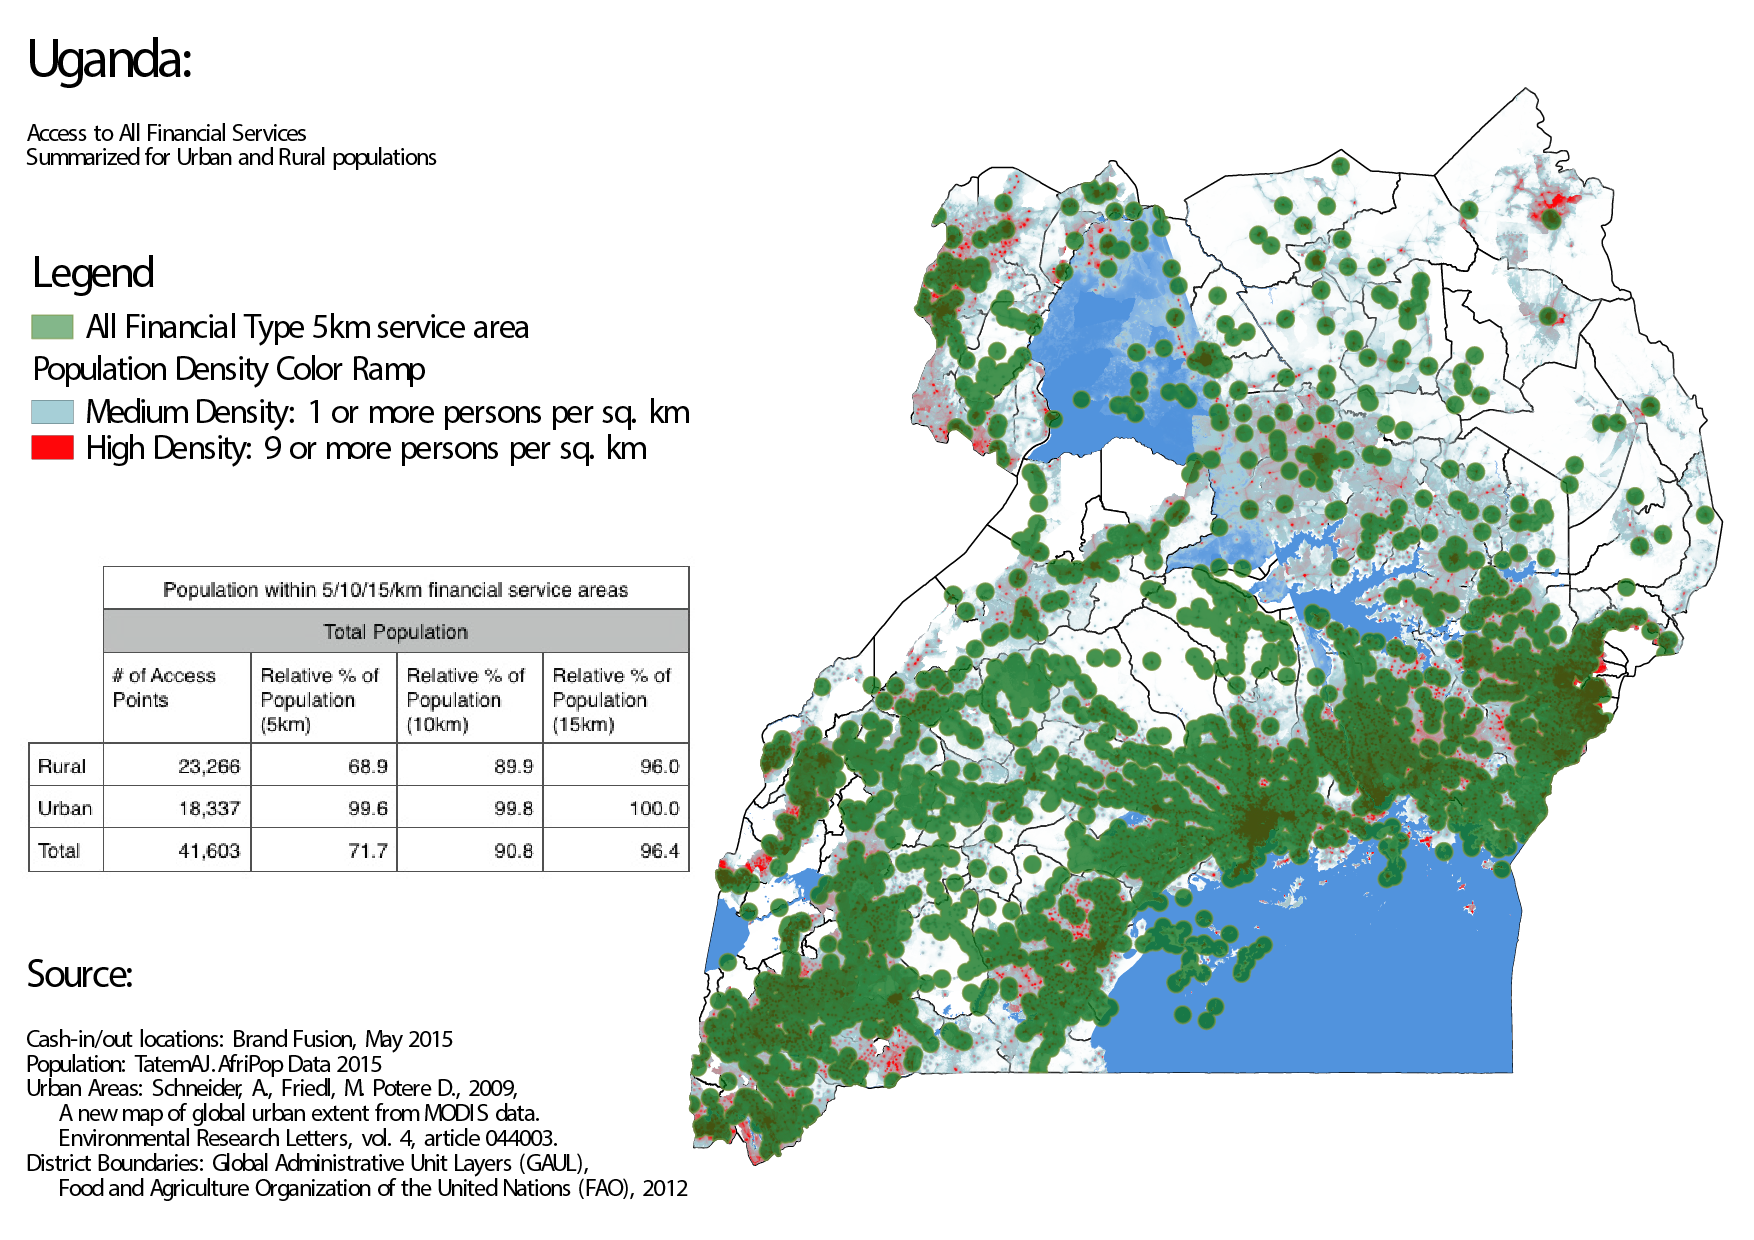 Uganda:
Access to All Financial Services
Summarized for Urban and Rural populations
Legend
All Financial Type 5km service area
Population Density Color Ramp
Medium Density: 1 or more persons per sq. km
High Density: 9 or more persons per sq. km
Population within 5/10/15/km financial service areas
Total Population
# of Access Points Relative % of Population (5km) Relative % of Population (10km) Relative % of Population (15km)
Rural 23,266 68.9 89.9 96.0
Urban 18,337 99.6 99.8 100.0
Total 41,603 71.7 90.8 96.4
Source:
Cash-in/out locations: Brand Fusion, May 2015
Population: TatemAJ. AfriPop Data 2015
Urban Areas: Schneider, A., Friedl, M. Potere D., 2009,
A new map of global urban extent from MODIS data.
Environmental Research Letters, vol. 4, article 044003.
District Boundaries: Global Administrative Unit Layers (GAUL),
Food and Agriculture Organization of the United Nations (FAO), 2012